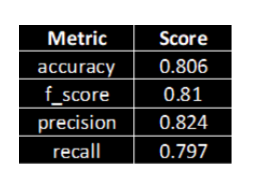 Metric Score
accuracy 0.806
f_score 0.81
precision 0.824
recall 0.797